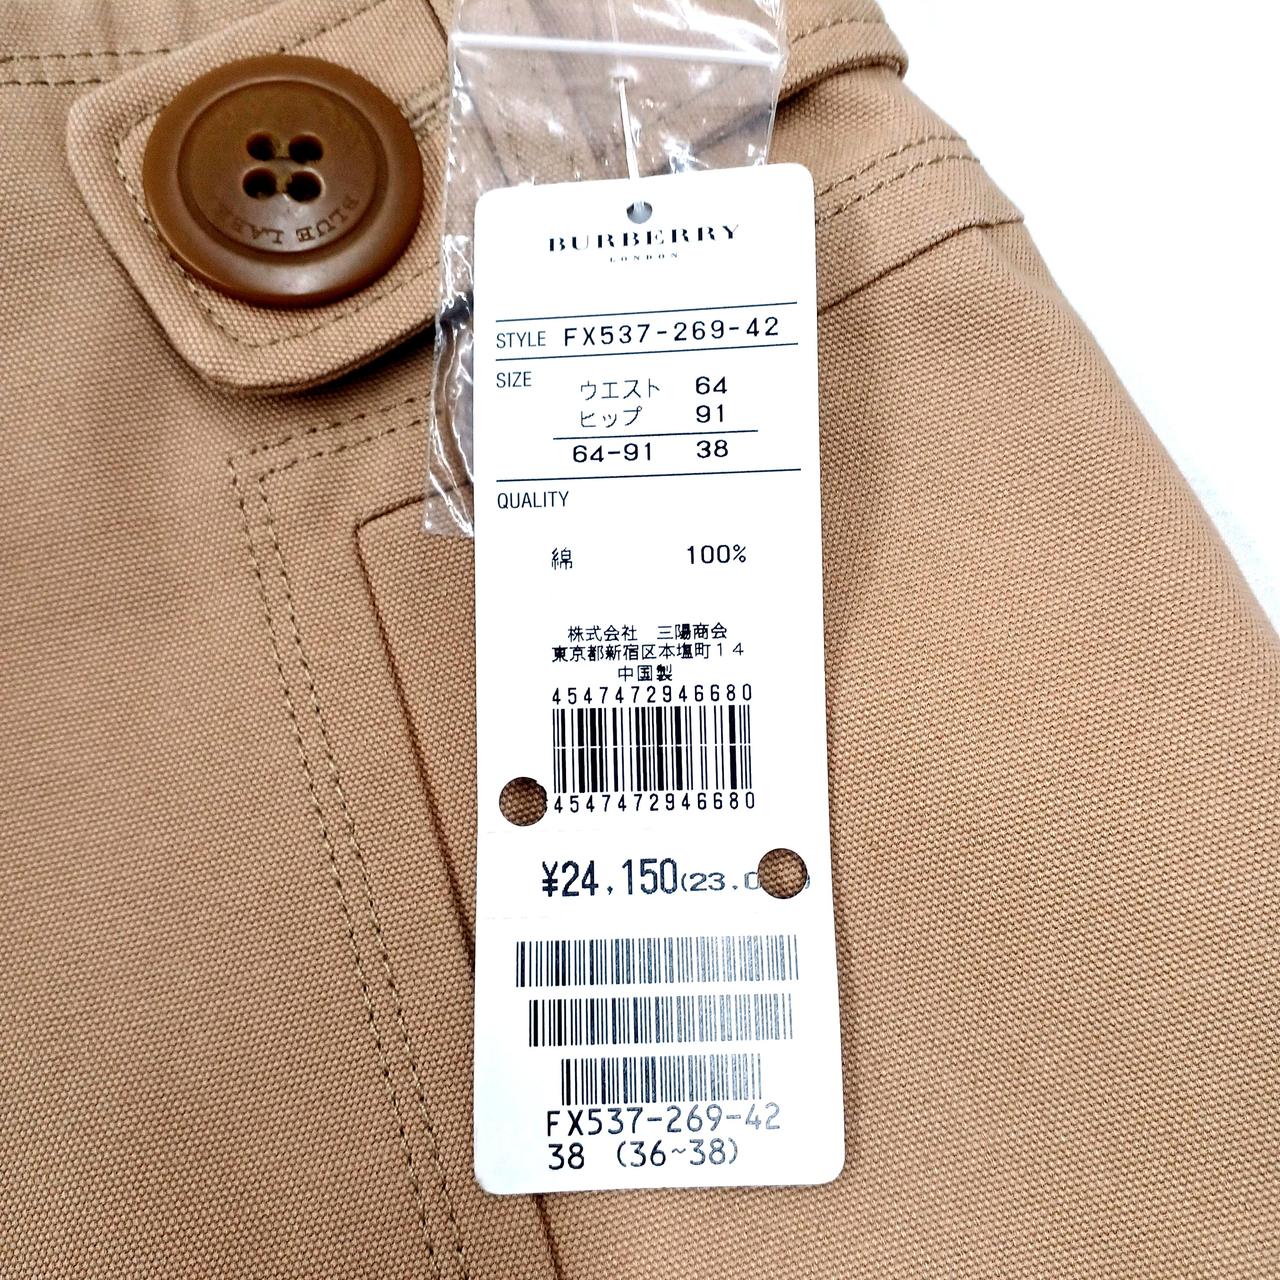 BLUE LABEL
BURBERRY
LONDON
STYLE FX537-269-42
SIZE ウエスト 64
ヒップ 91
64-91 38
QUALITY
綿 100%
株式会社 三陽商会
東京都新宿区本塩町14
中国製
4547472946680
4547472946680
¥24,150(23.0
FX537-269-42
38 (36~38)